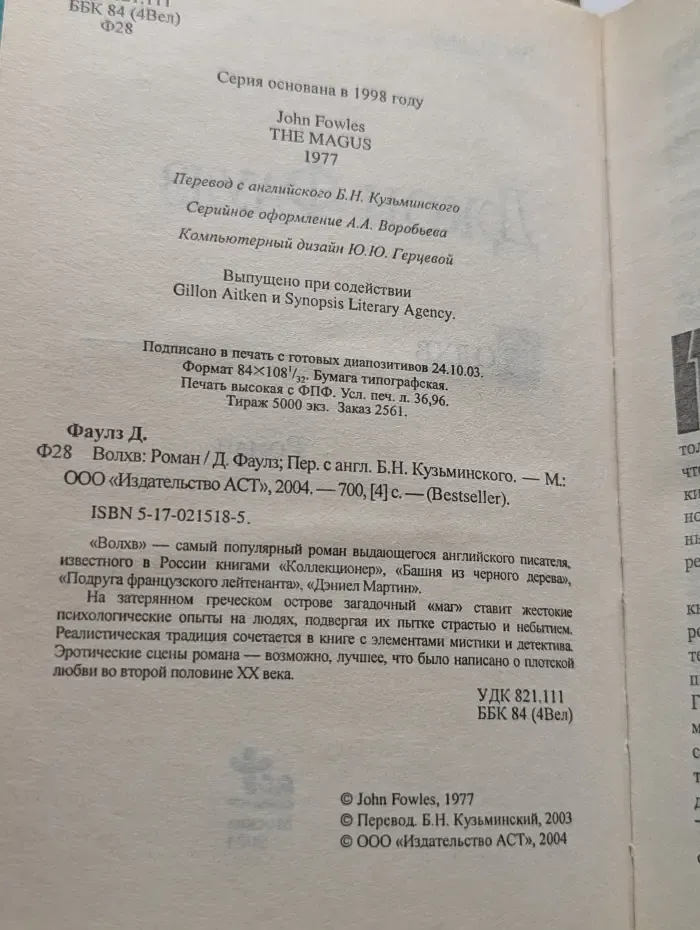 821.111
ББК 84 (4Вел)
Ф28
Серия основана в 1998 году
John Fowles
THE MAGUS
1977
Перевод с английского Б.Н. Кузьминского
Серийное оформление А.А. Воробьева
Компьютерный дизайн Ю.Ю. Герцевой
Выпущено при содействии
Gillon Aitken и Synopsis Literary Agency.
Подписано в печать с готовых диапозитивов 24.10.03.
Формат 84×108¹/₃₂. Бумага типографская.
Печать высокая с ФПФ. Усл. печ. л. 36,96.
Тираж 5000 экз. Заказ 2561.
Фаулз Д.
Ф28 Волхв: Роман / Д. Фаулз; Пер. с англ. Б.Н. Кузьминского. — М.:
ООО «Издательство АСТ», 2004. — 700, [4] с. — (Bestseller).
ISBN 5-17-021518-5.
«Волхв» — самый популярный роман выдающегося английского писателя,
известного в России книгами «Коллекционер», «Башня из черного дерева»,
«Подруга французского лейтенанта», «Дэниел Мартин».
На затерянном греческом острове загадочный «маг» ставит жестокие
психологические опыты на людях, подвергая их пытке страстью и небытием.
Реалистическая традиция сочетается в книге с элементами мистики и детектива.
Эротические сцены романа — возможно, лучшее, что было написано о плотской
любви во второй половине XX века.
УДК 821.111
ББК 84 (4Вел)
© John Fowles, 1977
© Перевод. Б.Н. Кузьминский, 2003
© ООО «Издательство АСТ», 2004